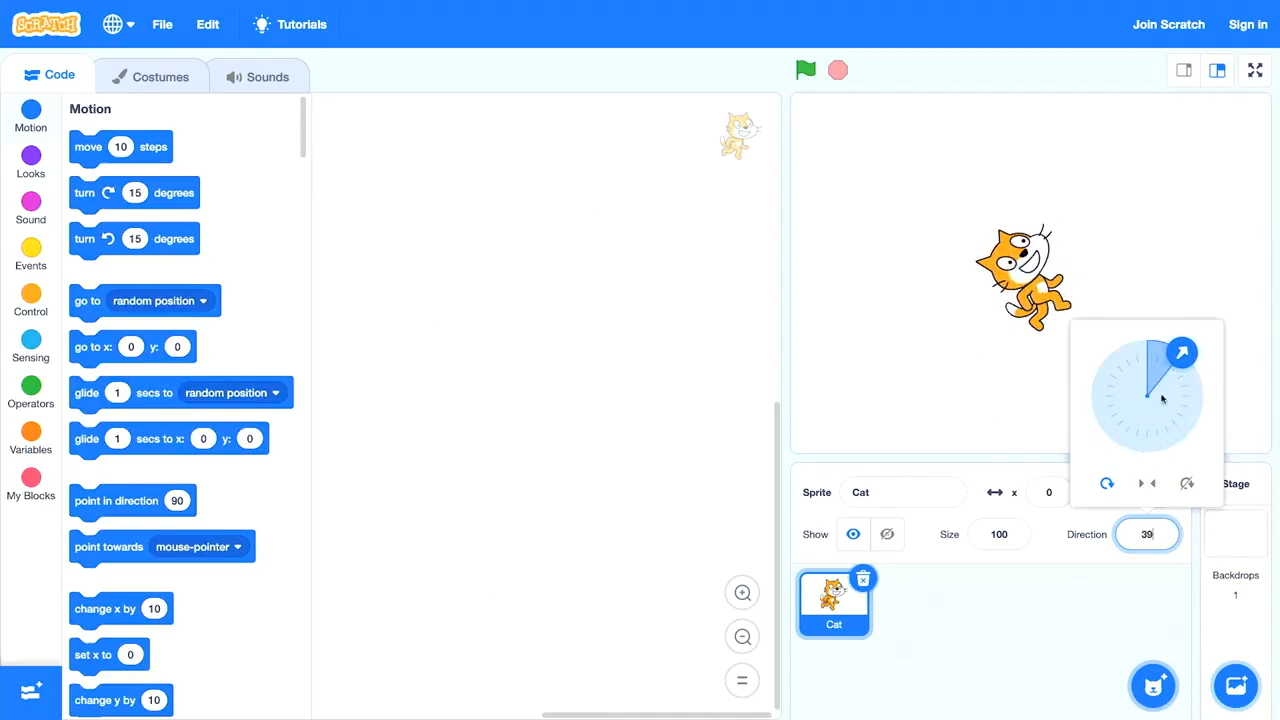 SCRATCH File Edit Tutorials Join Scratch Sign in
Code Costumes Sounds
Motion
Looks
Sound
Events
Control
Sensing
Operators
Variables
My Blocks
Motion
move 10 steps
turn 15 degrees
turn 15 degrees
go to random position
go to x: 0 y: 0
glide 1 secs to random position
glide 1 secs to x: 0 y: 0
point in direction 90
point towards mouse-pointer
change x by 10
set x to 0
change y by 10
Sprite Cat x 0
Show Size 100 Direction 39
Cat
Stage
Backdrops
1